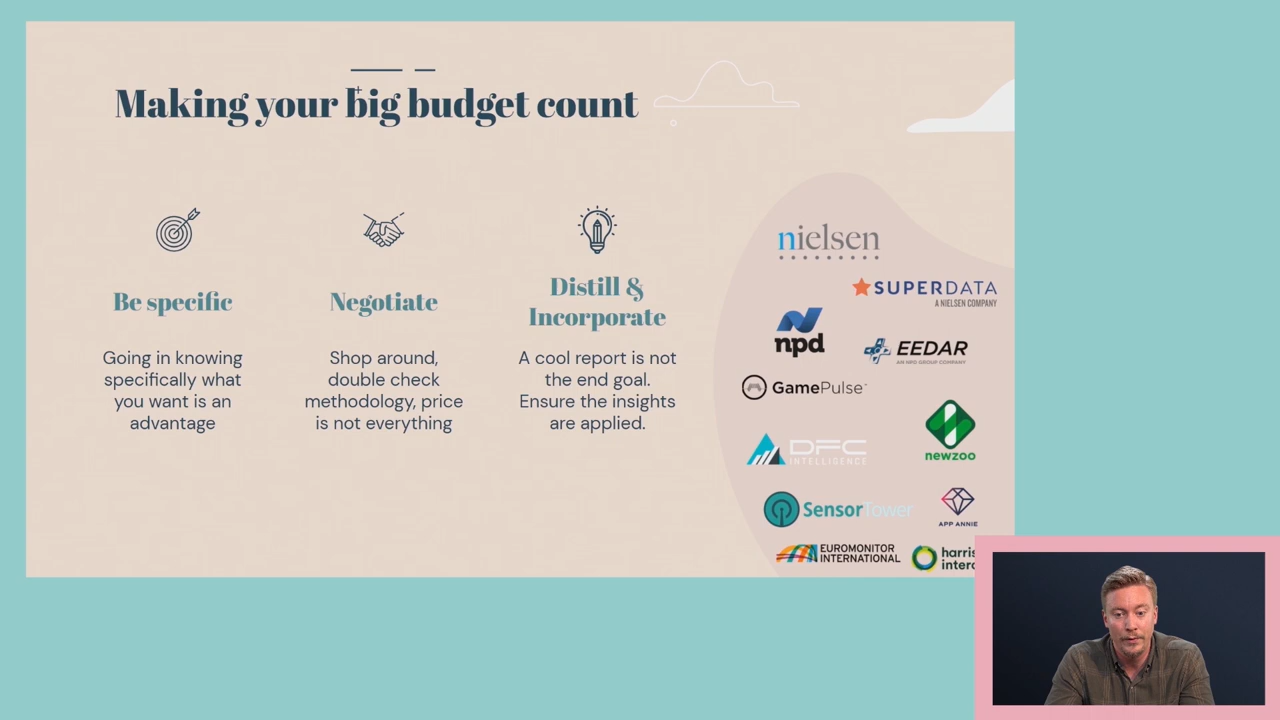 Making your big budget count
Be specific
Going in knowing
specifically what
you want is an
advantage
Negotiate
Shop around,
double check
methodology, price
is not everything
Distill &
Incorporate
A cool report is not
the end goal.
Ensure the insights
are applied.
nielsen
SUPERDATA
A NIELSEN COMPANY
npd
EEDAR
AN NPD GROUP COMPANY
GamePulse
newzoo
DFC
INTELLIGENCE
SensorTower
APP ANNIE
EUROMONITOR
INTERNATIONAL